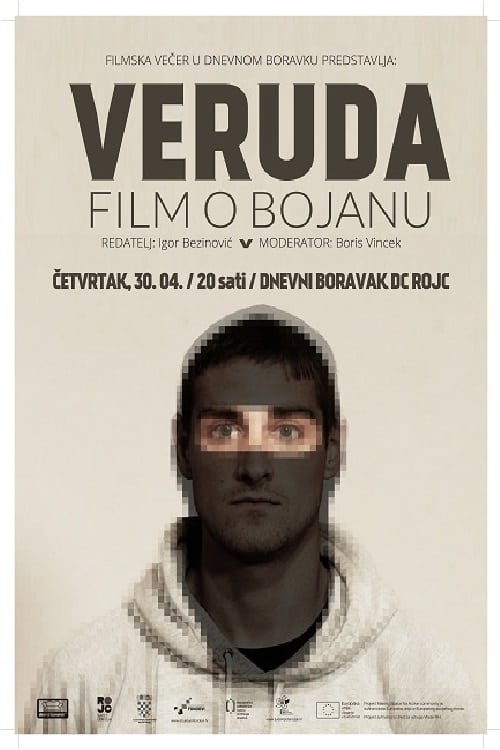 FILMSKA VEČER U DNEVNOM BORAVKU PREDSTAVLJA:
VERUDA
FILM O BOJANU
REDATELJ: Igor Bezinović v MODERATOR: Boris Vincek
ČETVRTAK, 30. 04. / 20 sati / DNEVNI BORAVAK DC ROJC